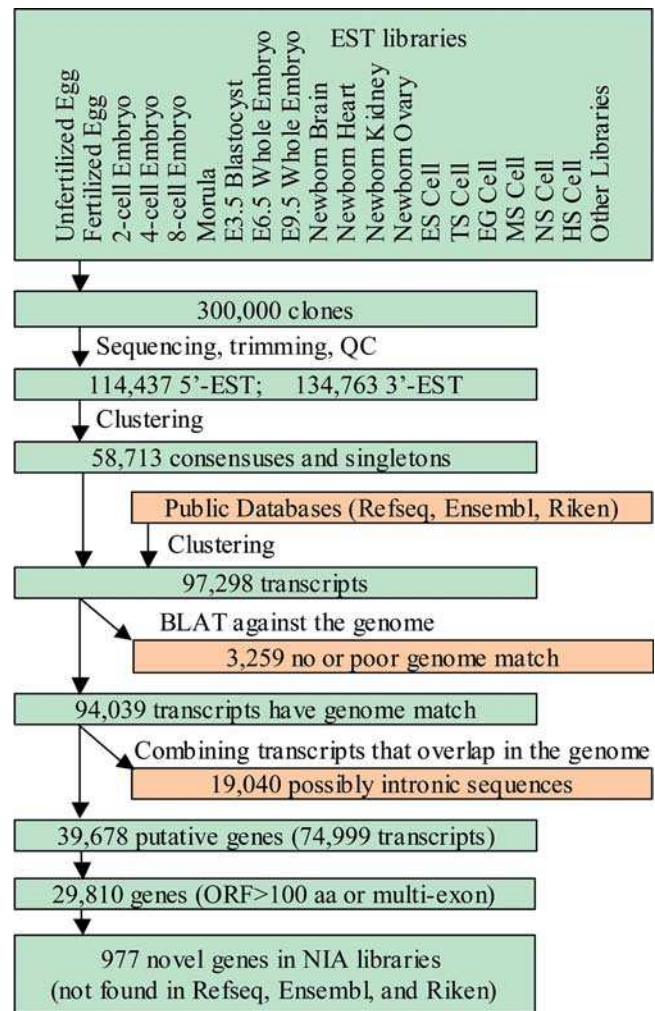 EST libraries
Unfertilized Egg
Fertilized Egg
2-cell Embryo
4-cell Embryo
8-cell Embryo
Morula
E3.5 Blastocyst
E6.5 Whole Embryo
E9.5 Whole Embryo
Newborn Brain
Newborn Heart
Newborn Kidney
Newborn Ovary
ES Cell
TS Cell
EG Cell
MS Cell
NS Cell
HS Cell
Other Libraries
300,000 clones
Sequencing, trimming, QC
114,437 5’-EST; 134,763 3’-EST
Clustering
58,713 consensuses and singletons
Public Databases (Refseq, Ensembl, Riken)
Clustering
97,298 transcripts
BLAT against the genome
3,259 no or poor genome match
94,039 transcripts have genome match
Combining transcripts that overlap in the genome
19,040 possibly intronic sequences
39,678 putative genes (74,999 transcripts)
29,810 genes (ORF>100 aa or multi-exon)
977 novel genes in NIA libraries
(not found in Refseq, Ensembl, and Riken)